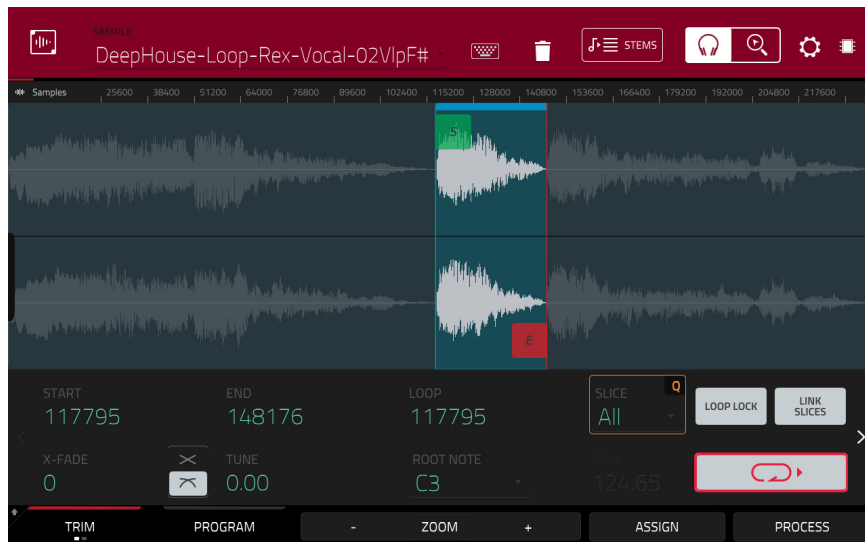 SAMPLE
DeepHouse-Loop-Rex-Vocal-02VlpF#
STEMS
Samples 25600 38400 51200 64000 76800 89600 102400 115200 128000 140800 153600 166400 179200 192000 204800 217600
S
E
START END LOOP SLICE Q
117795 148176 117795 All
LOOP LOCK LINK SLICES
X-FADE TUNE ROOT NOTE BPM
0 0.00 C3 124.65
TRIM PROGRAM - ZOOM + ASSIGN PROCESS